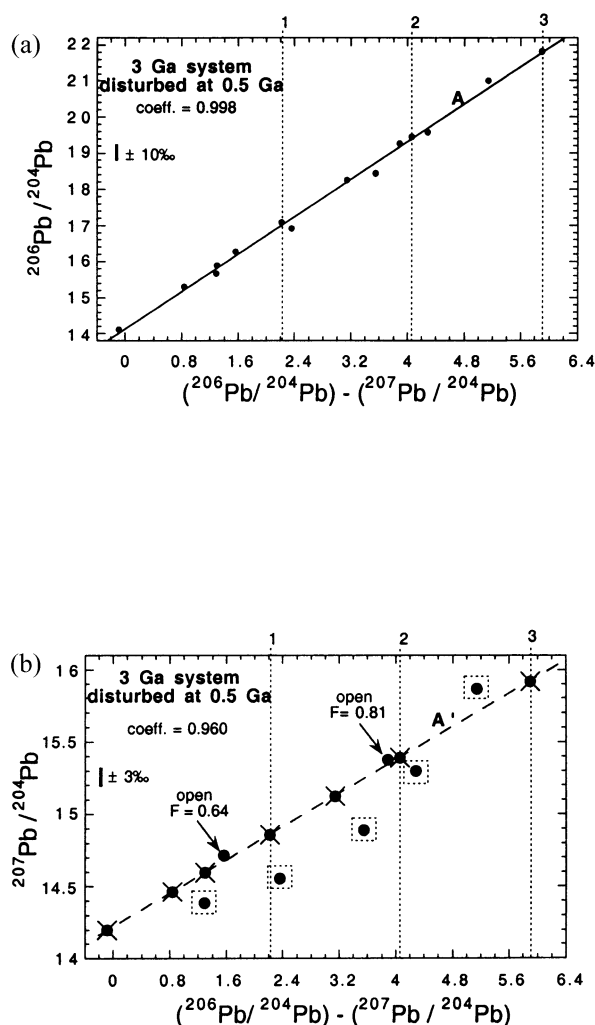 1 2 3
(a)
22
21
20
19
18
17
16
15
14
3 Ga system
disturbed at 0.5 Ga
coeff. = 0.998
± 10‰
A
206Pb / 204Pb
0 0.8 1.6 2.4 3.2 4 4.8 5.6 6.4
(206Pb/ 204Pb) - (207Pb / 204Pb)
1 2 3
(b)
16
15.5
15
14.5
14
3 Ga system
disturbed at 0.5 Ga
coeff. = 0.960
± 3‰
open
F= 0.81
A'
open
F = 0.64
207Pb / 204Pb
0 0.8 1.6 2.4 3.2 4 4.8 5.6 6.4
(206Pb/ 204Pb) - (207Pb / 204Pb)